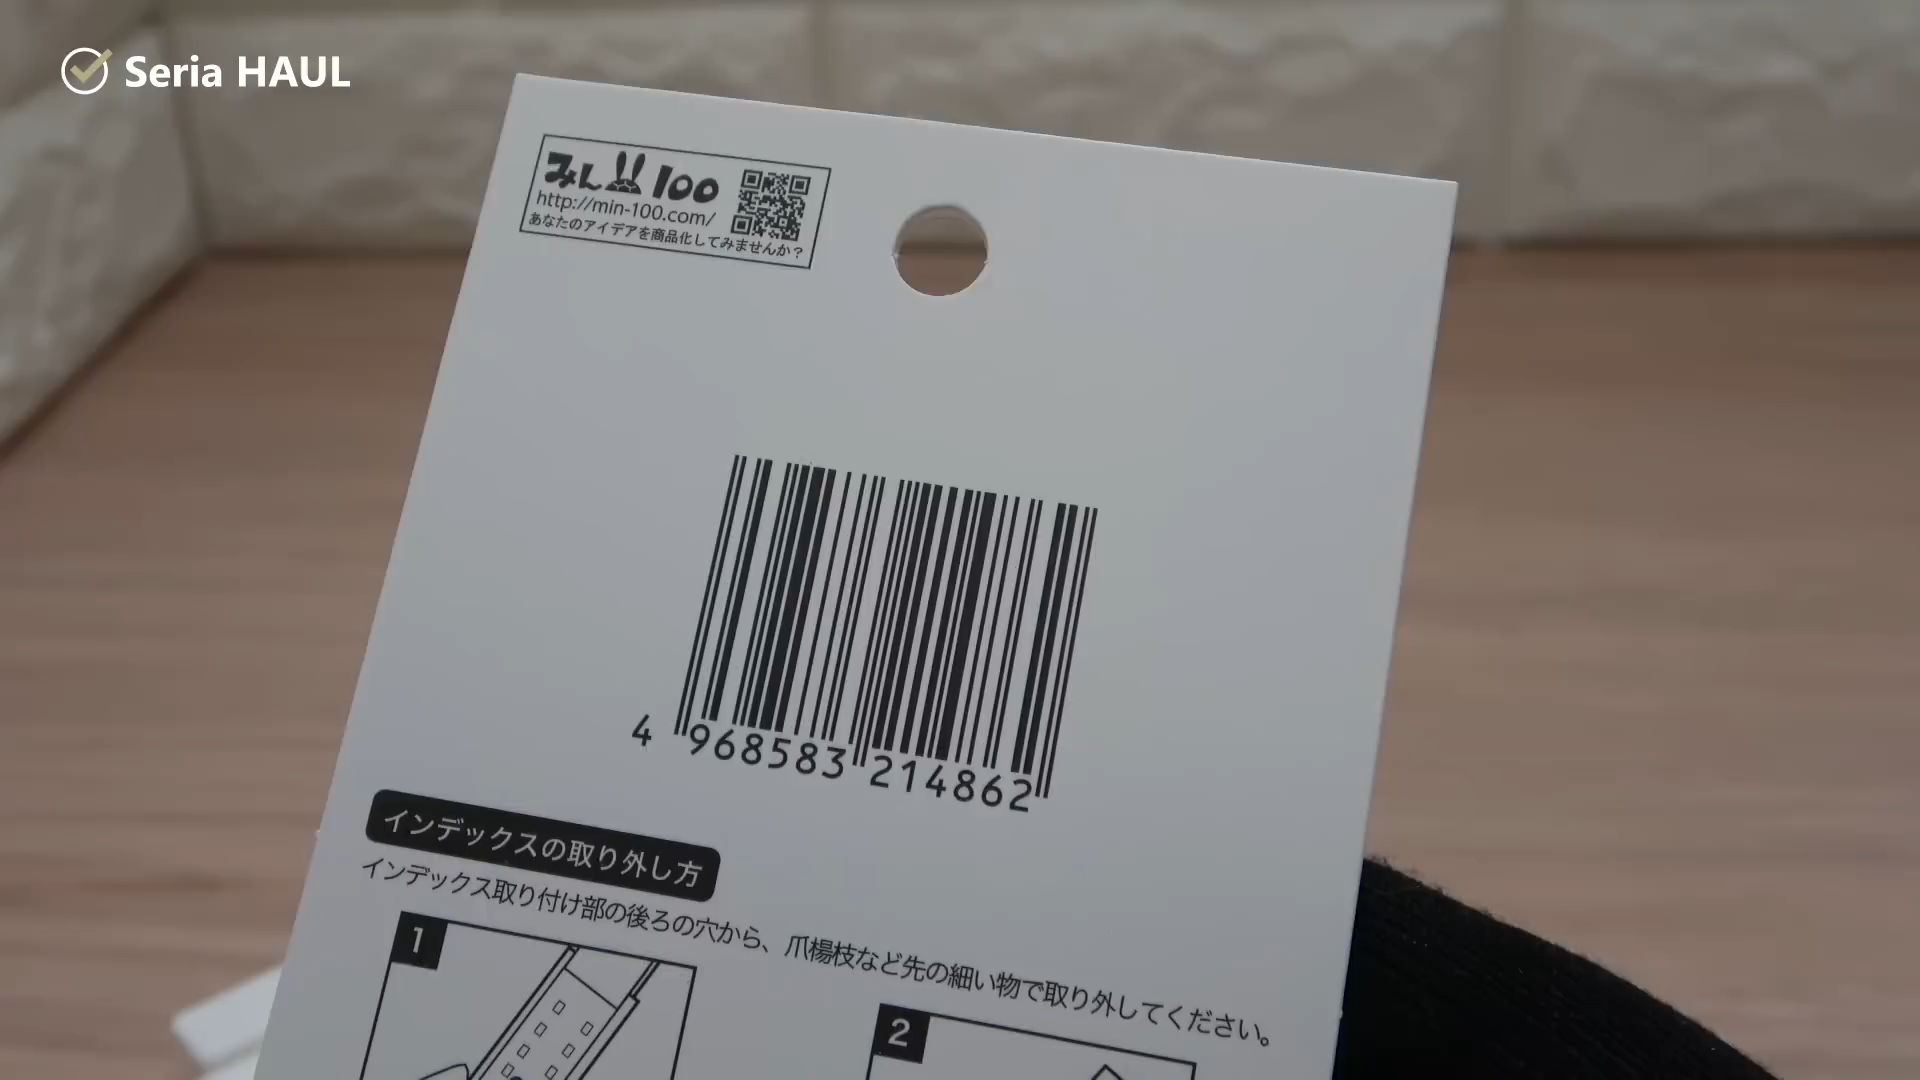 Seria HAUL
みん100
http://min-100.com/
あなたのアイデアを商品化してみませんか？
4 968583 214862
インデックスの取り外し方
インデックス取り付け部の後ろの穴から、爪楊枝など先の細い物で取り外してください。
1
2